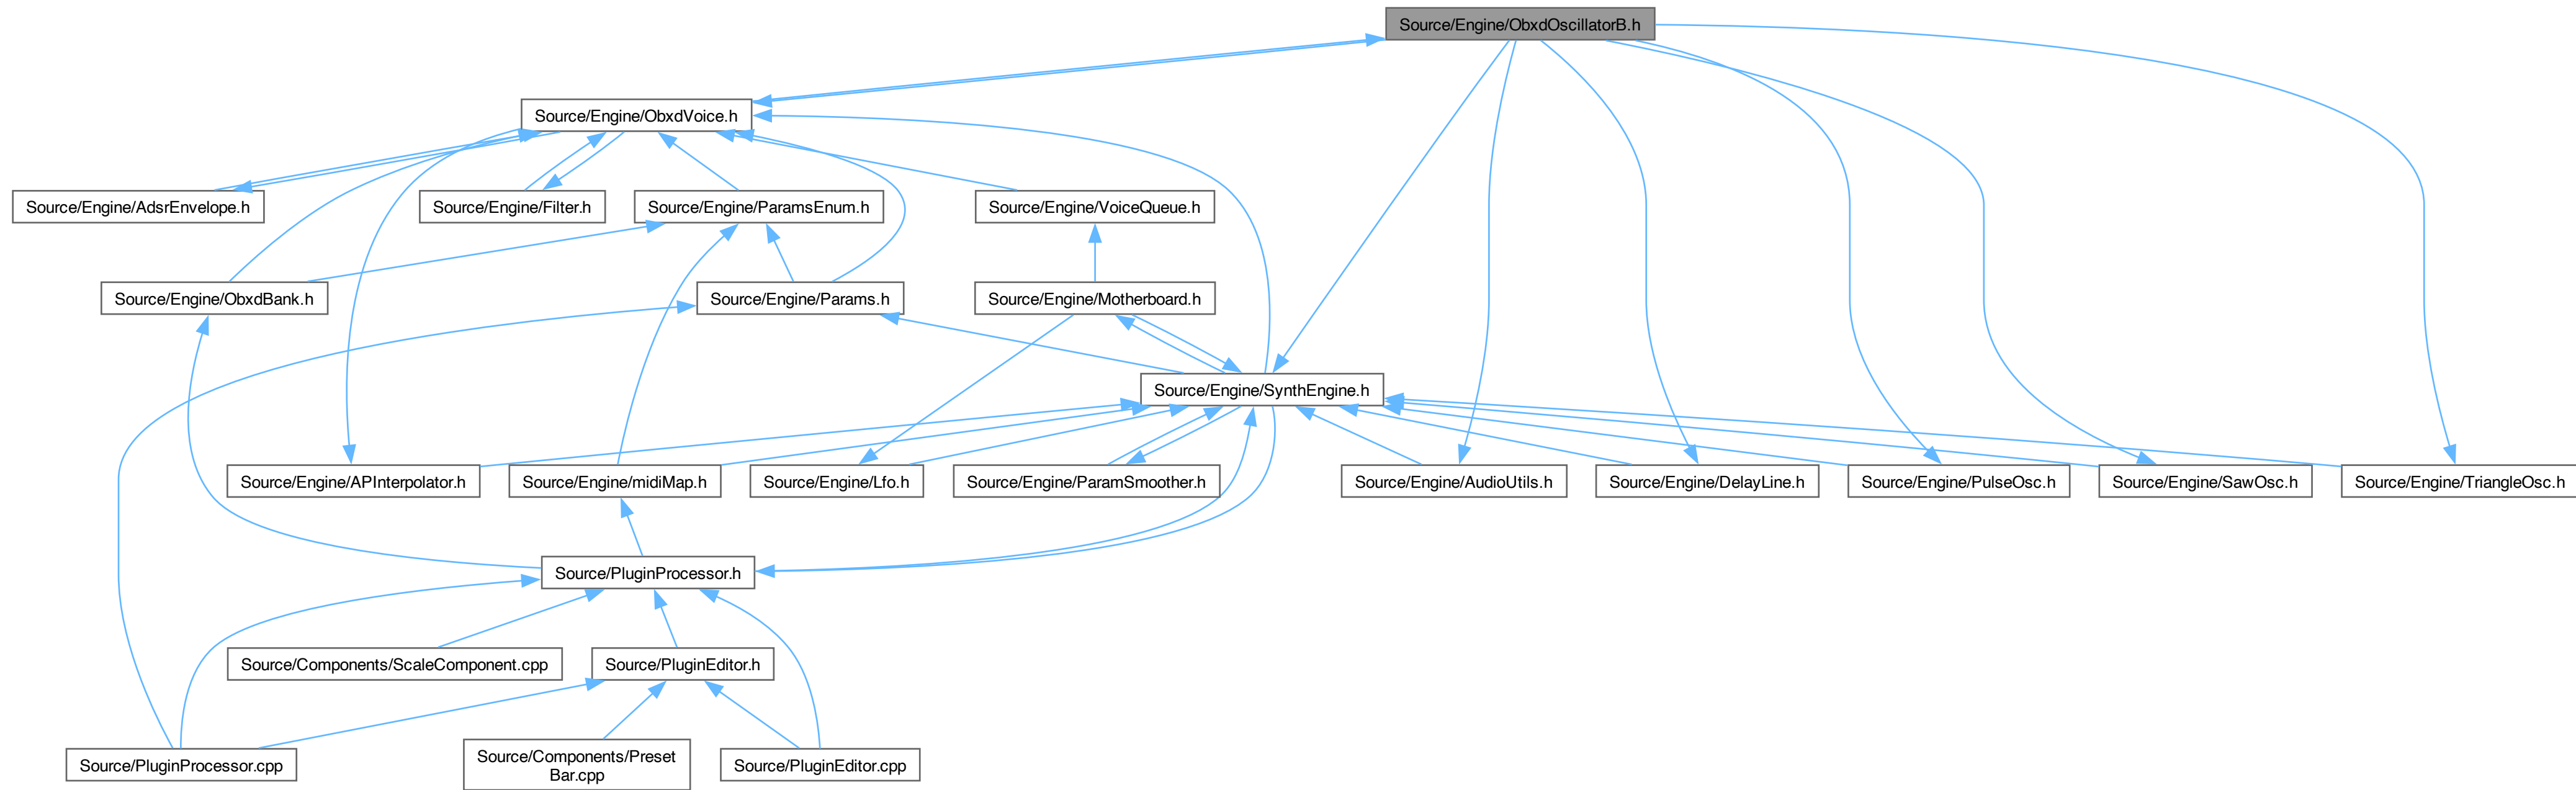 Source/Engine/ObxdOscillatorB.h
Source/Engine/ObxdVoice.h
Source/Engine/AdsrEnvelope.h
Source/Engine/Filter.h
Source/Engine/ParamsEnum.h
Source/Engine/VoiceQueue.h
Source/Engine/ObxdBank.h
Source/Engine/Params.h
Source/Engine/Motherboard.h
Source/Engine/SynthEngine.h
Source/Engine/APInterpolator.h
Source/Engine/midiMap.h
Source/Engine/Lfo.h
Source/Engine/ParamSmoother.h
Source/Engine/AudioUtils.h
Source/Engine/DelayLine.h
Source/Engine/PulseOsc.h
Source/Engine/SawOsc.h
Source/Engine/TriangleOsc.h
Source/PluginProcessor.h
Source/Components/ScaleComponent.cpp
Source/PluginEditor.h
Source/PluginProcessor.cpp
Source/Components/Preset
Bar.cpp
Source/PluginEditor.cpp